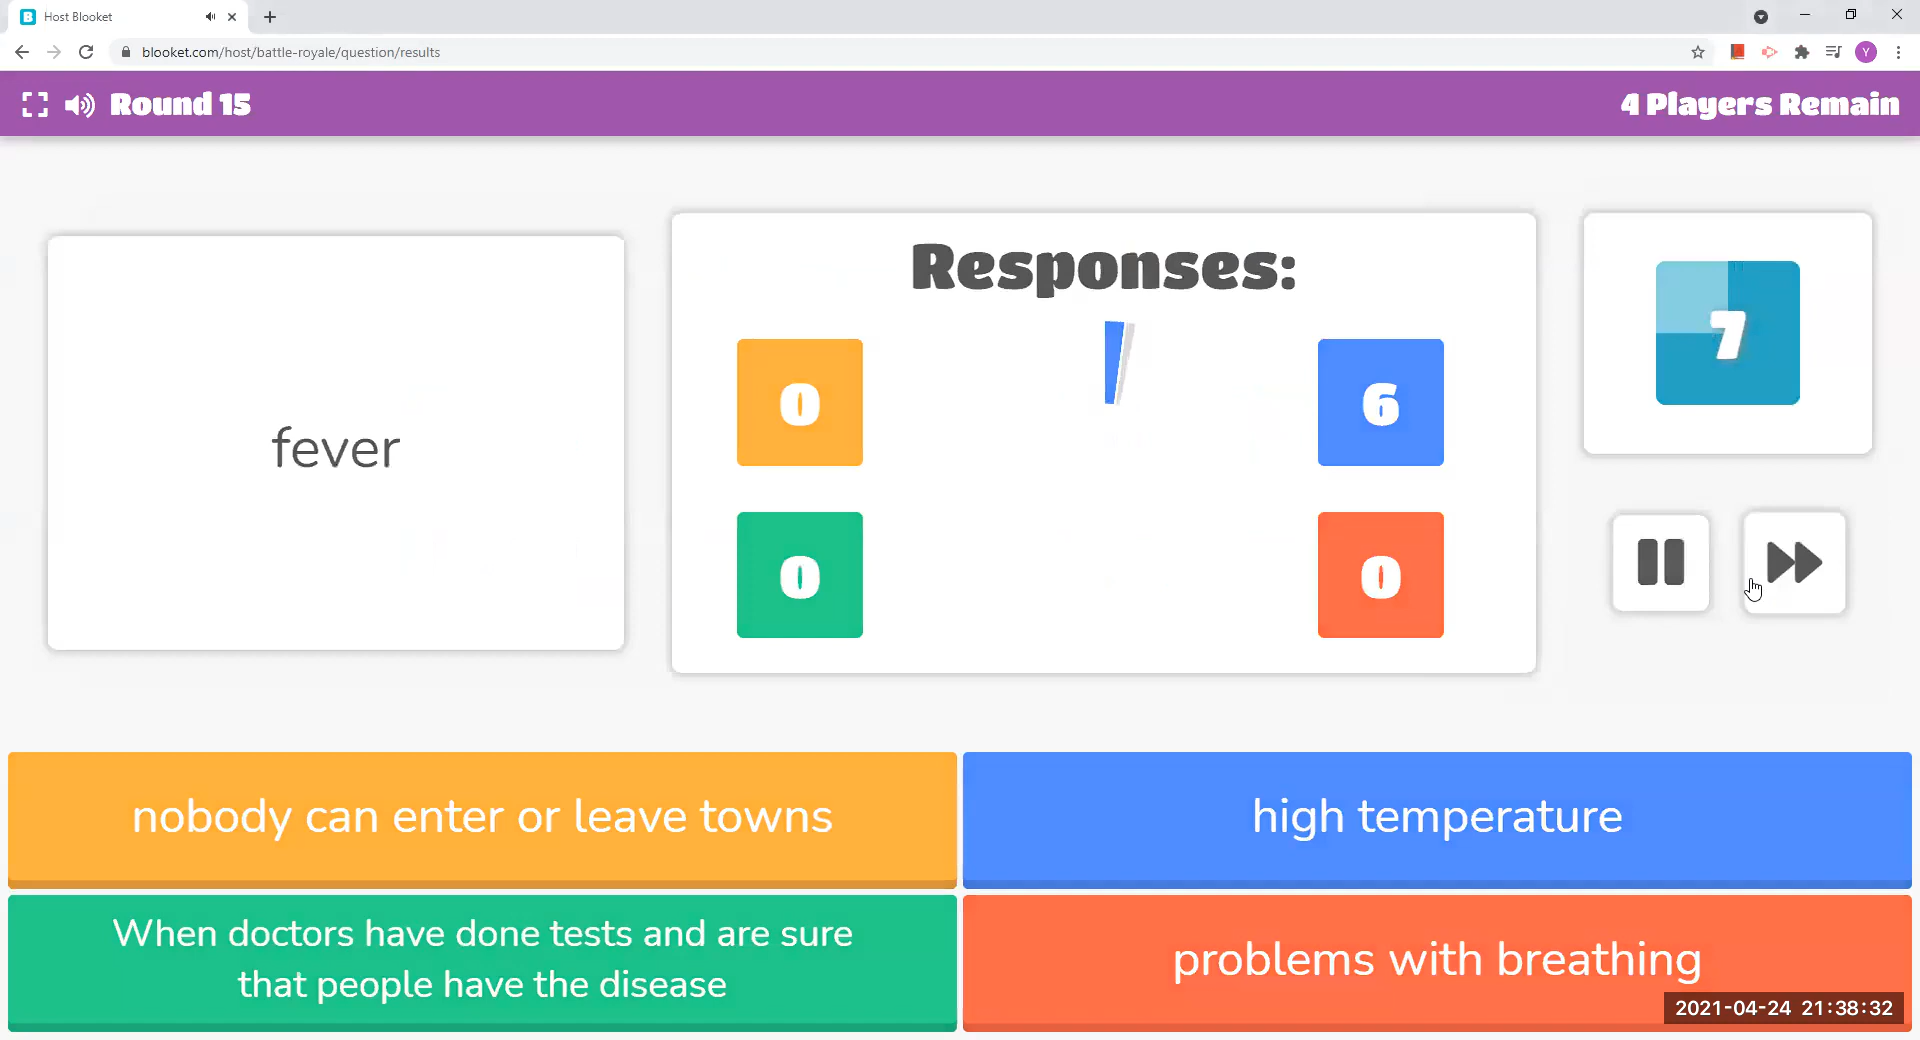 Host Blooket
blooket.com/host/battle-royale/question/results
Y
Round 15
4 Players Remain
fever
Responses:
0
6
0
0
7
nobody can enter or leave towns
high temperature
When doctors have done tests and are sure
that people have the disease
problems with breathing
2021-04-24 21:38:32